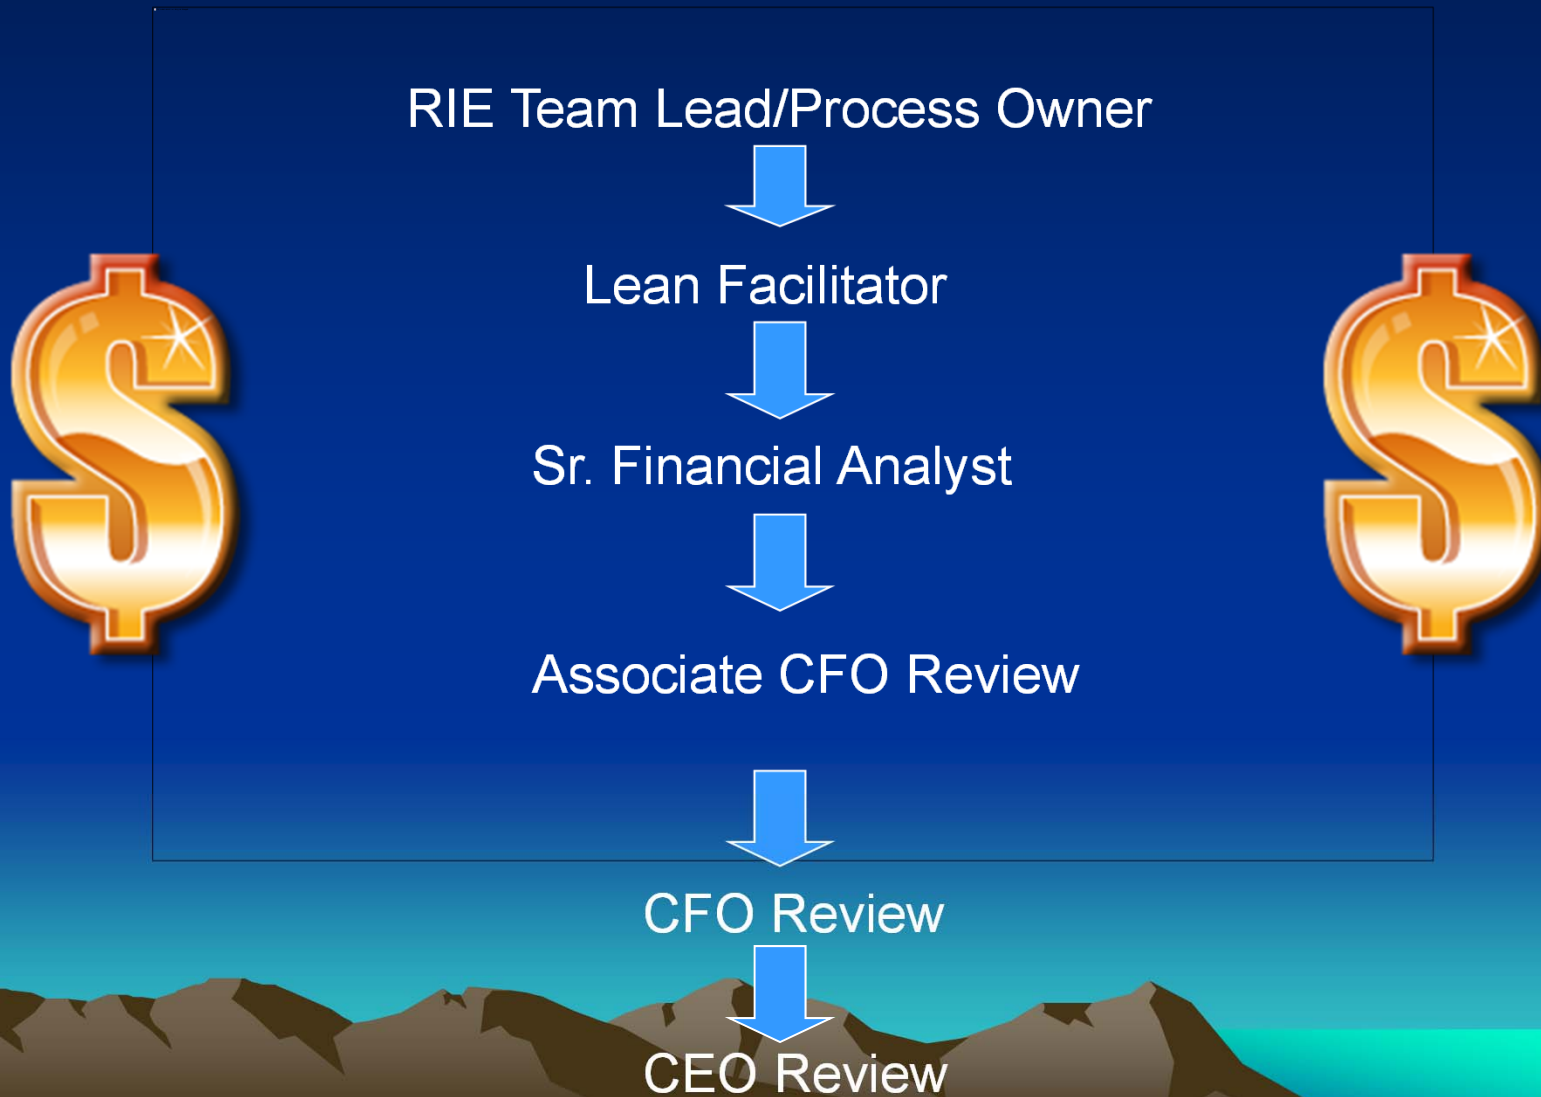 RIE Team Lead/Process Owner
Lean Facilitator
Sr. Financial Analyst
Associate CFO Review
CFO Review
CEO Review